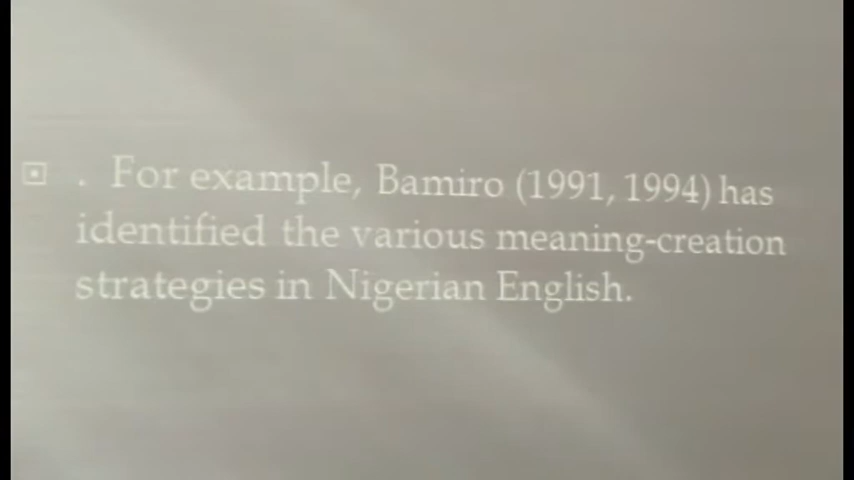 . For example, Bamiro (1991, 1994) has
identified the various meaning-creation
strategies in Nigerian English.